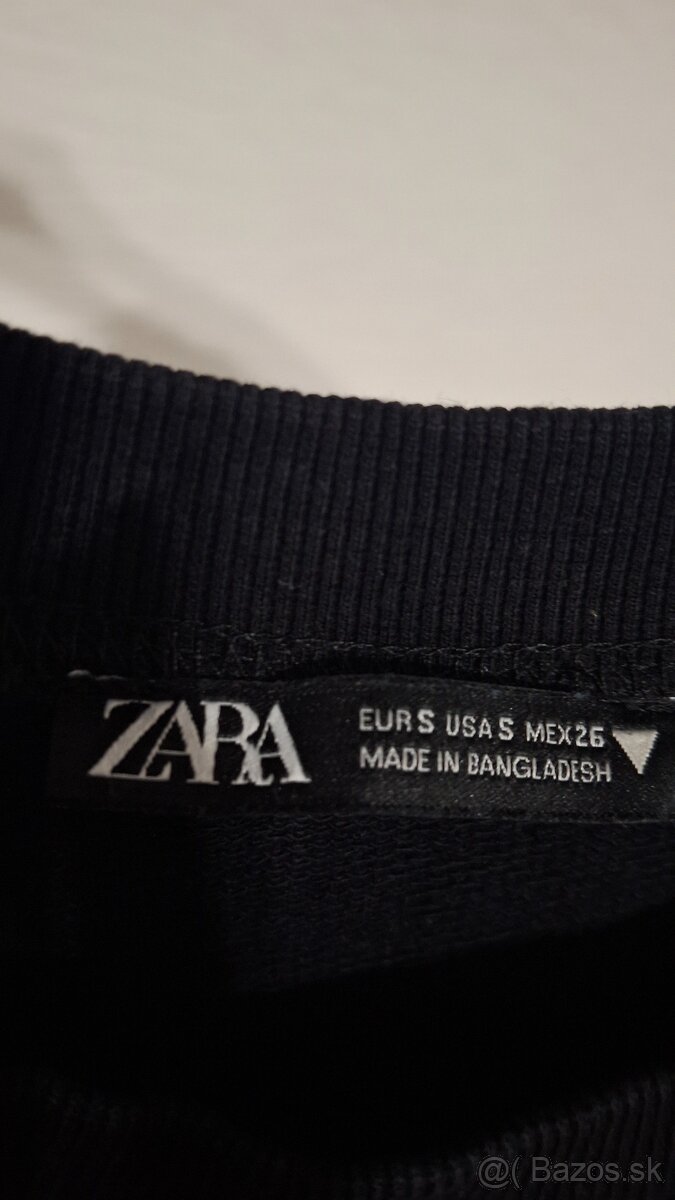 ZARA
EUR S USA S MEX 26
MADE IN BANGLADESH
@( Bazos.sk